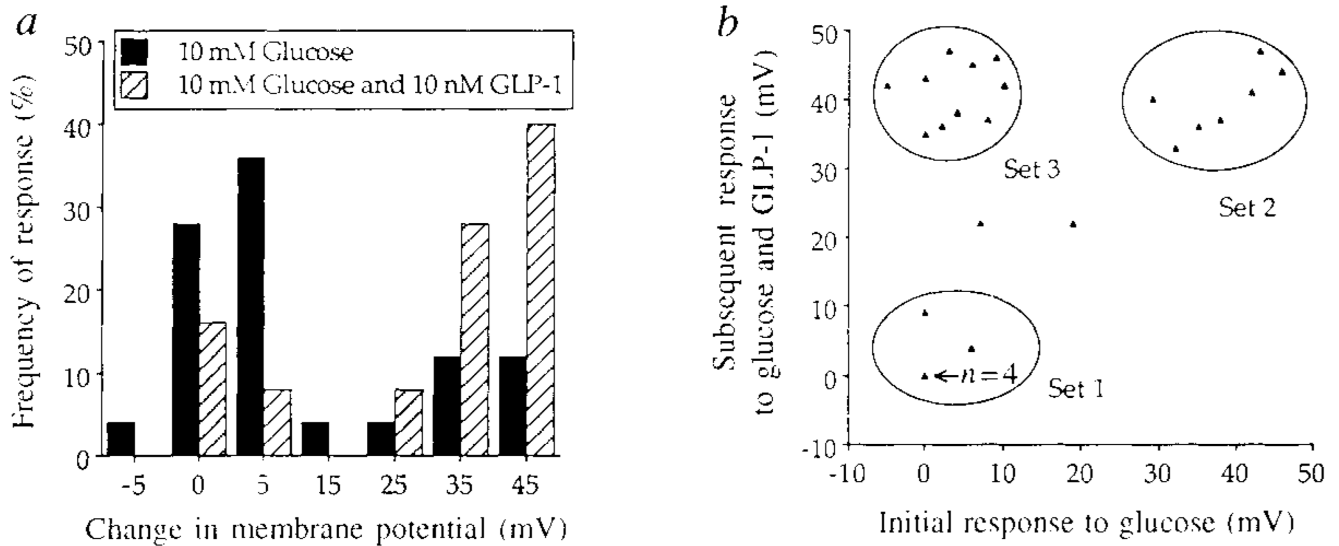 a
10 mM Glucose
10 mM Glucose and 10 nM GLP-1
Frequency of response (%)
50
40
30
20
10
0
-5 0 5 15 25 35 45
Change in membrane potential (mV)
b
Subsequent response
to glucose and GLP-1 (mV)
50
40
30
20
10
0
-10
Set 3
Set 2
n=4
Set 1
-10 0 10 20 30 40 50
Initial response to glucose (mV)